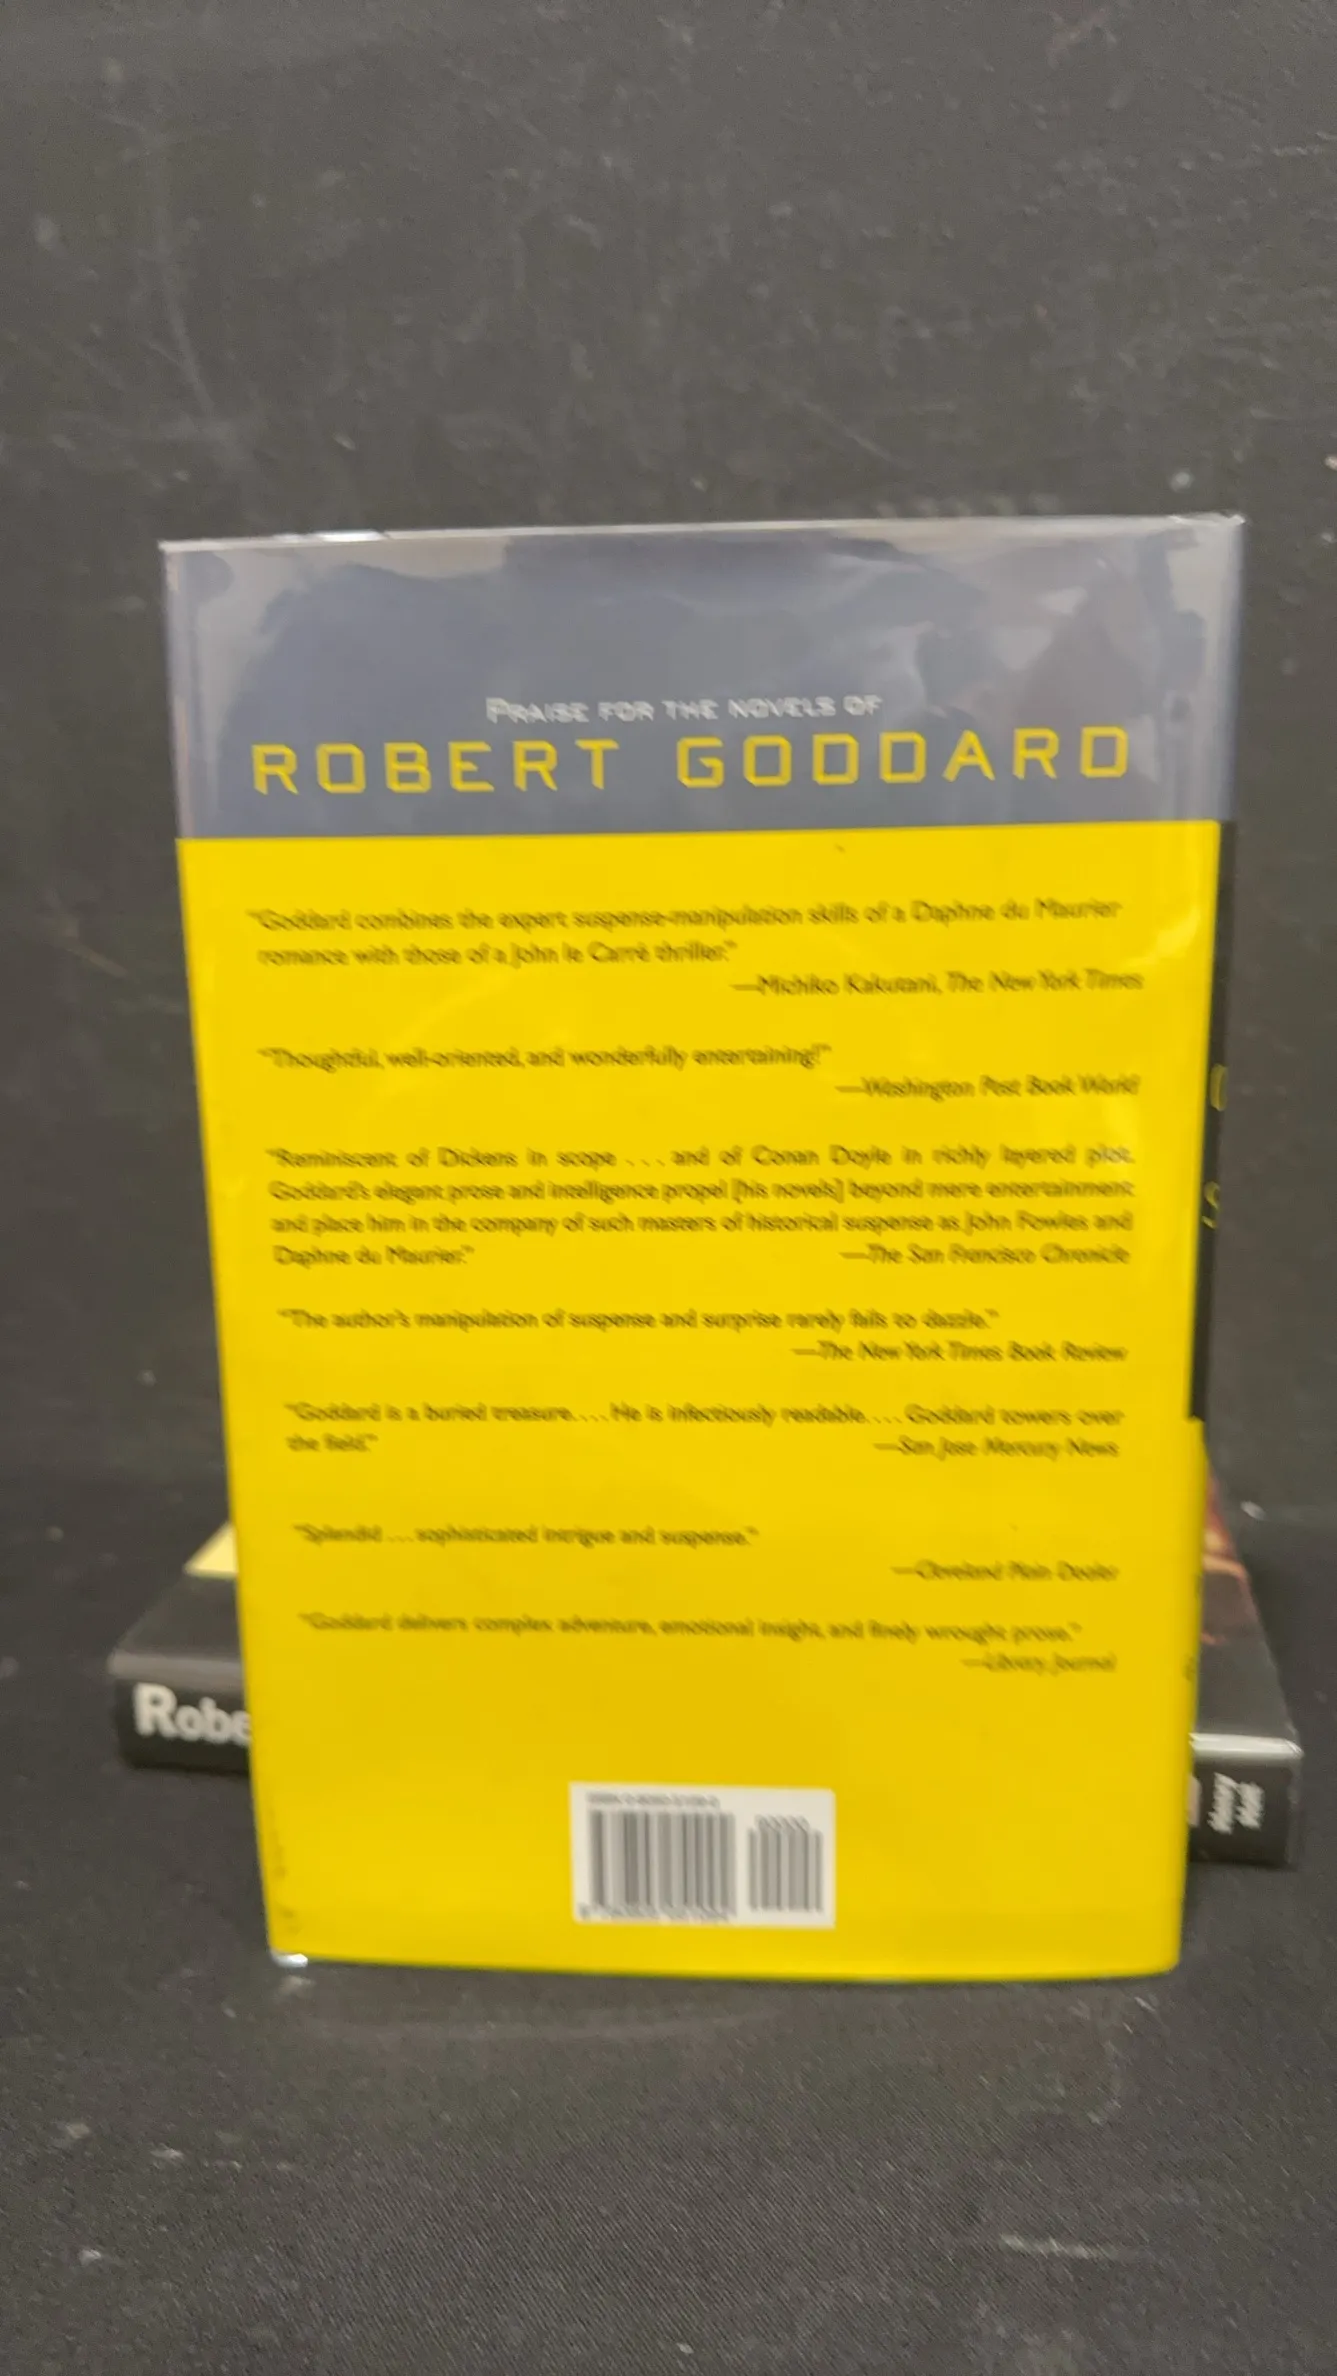 PRAISE FOR THE NOVELS OF
ROBERT GODDARD
"Goddard combines the expert suspense-manipulation skills of a Daphne du Maurier
romance with those of a John le Carré thriller."
—Michiko Kakutani, The New York Times
"Thoughtful, well-oriented, and wonderfully entertaining!"
—Washington Post Book World
"Reminiscent of Dickens in scope . . . and of Conan Doyle in richly layered plot,
Goddard's elegant prose and intelligence propel [his novels] beyond mere entertainment
and place him in the company of such masters of historical suspense as John Fowles and
Daphne du Maurier."
—The San Francisco Chronicle
"The author's manipulation of suspense and surprise rarely fails to dazzle."
—The New York Times Book Review
"Goddard is a buried treasure. . . . He is infectiously readable. . . . Goddard towers over
the field."
—San Jose Mercury News
"Splendid . . . sophisticated intrigue and suspense."
—Cleveland Plain Dealer
"Goddard delivers complex adventure, emotional insight, and finely wrought prose."
—Library Journal
Robe
Henry
Holt
ISBN